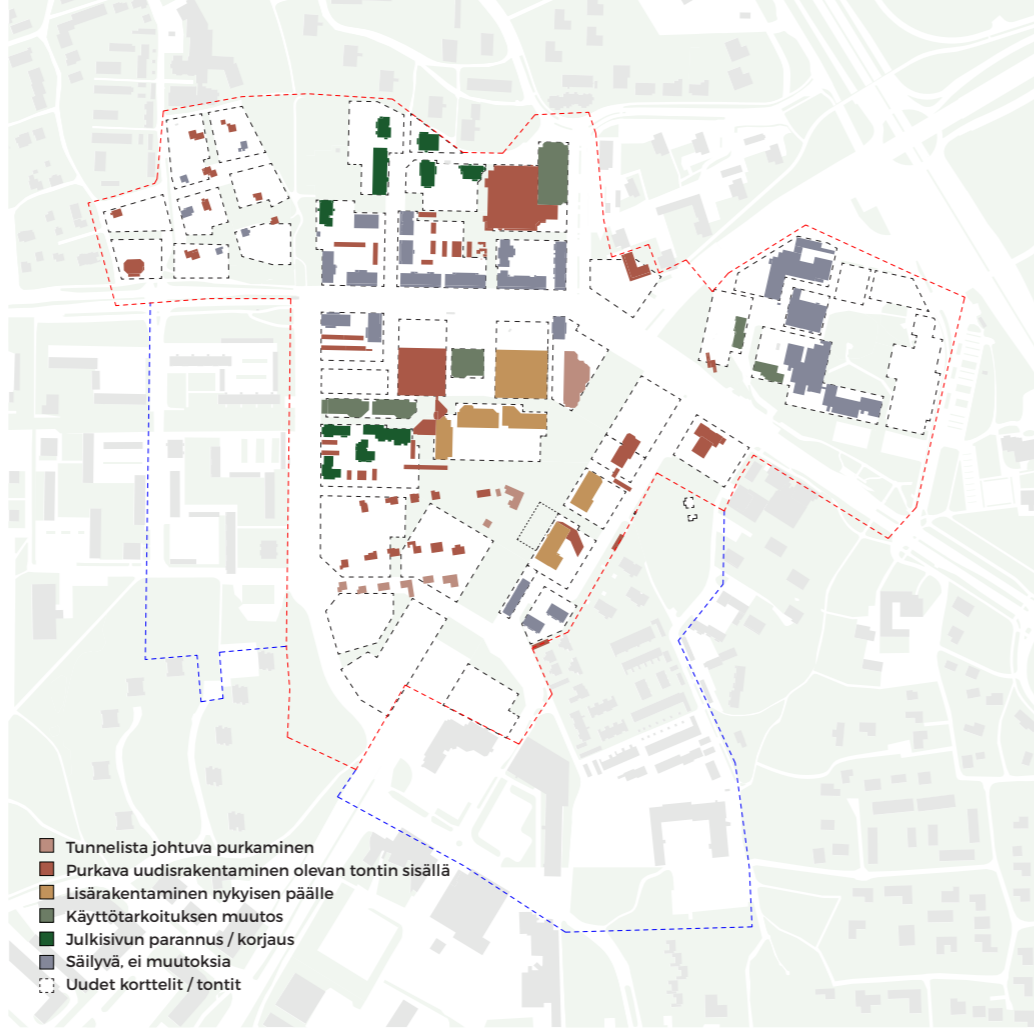 Tunnelista johtuva purkaminen
Purkava uudisrakentaminen olevan tontin sisällä
Lisärakentaminen nykyisen päälle
Käyttötarkoituksen muutos
Julkisivun parannus / korjaus
Säilyvä, ei muutoksia
Uudet korttelit / tontit